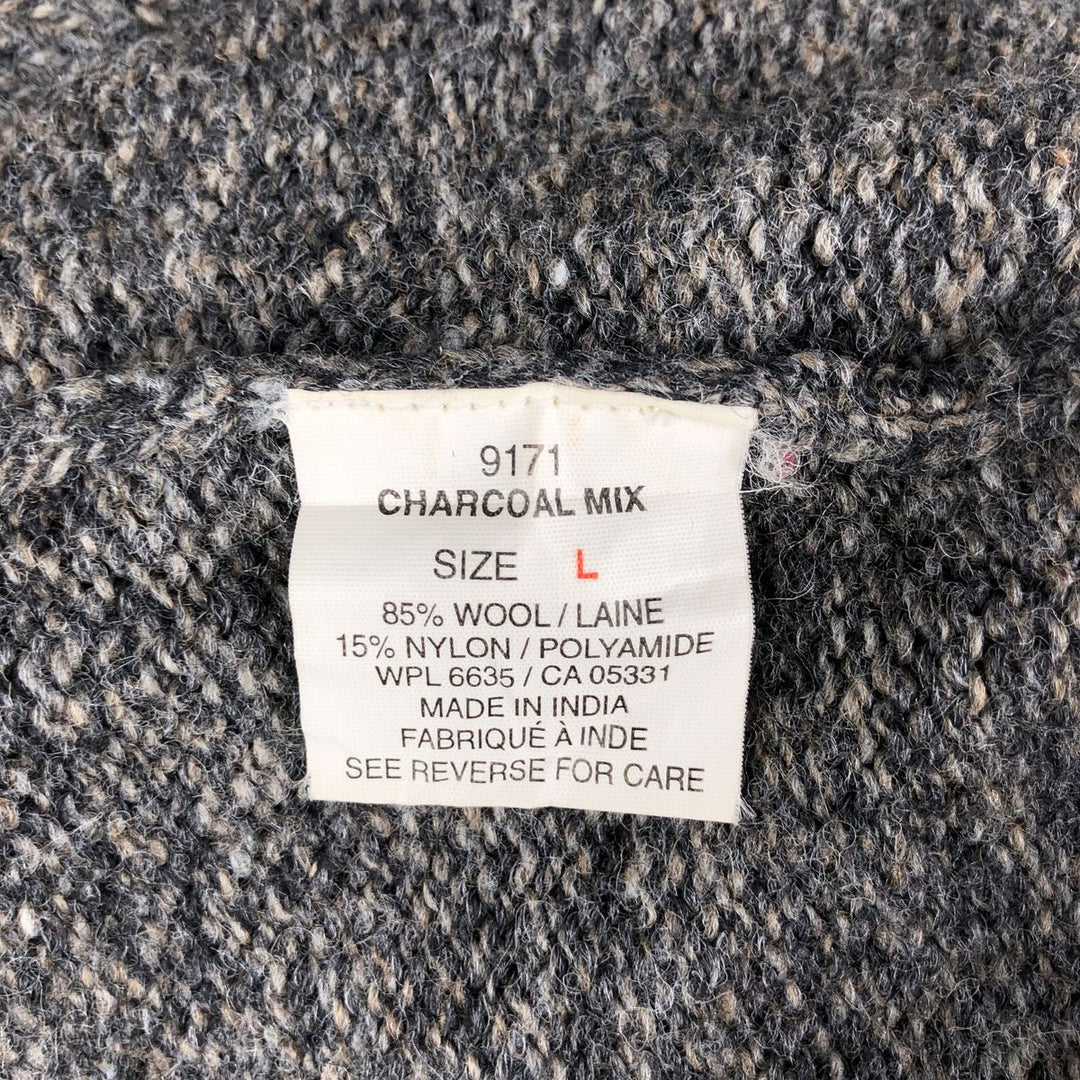 9171
CHARCOAL MIX
SIZE L
85% WOOL / LAINE
15% NYLON / POLYAMIDE
WPL 6635 / CA 05331
MADE IN INDIA
FABRIQUÉ À INDE
SEE REVERSE FOR CARE